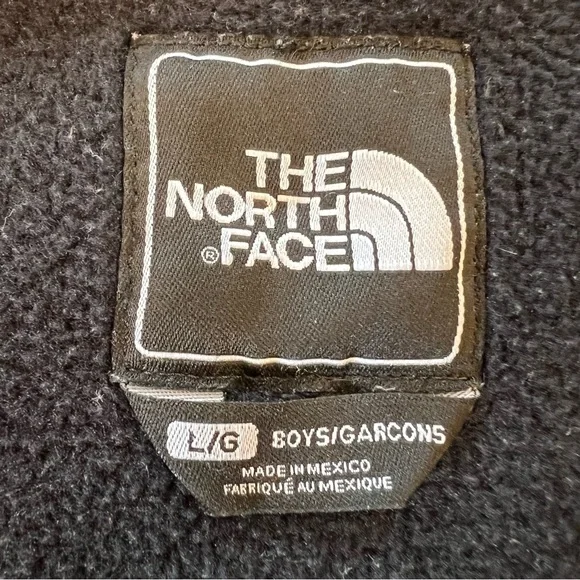 THE
NORTH
®FACE
L/G BOYS/GARCONS
MADE IN MEXICO
FABRIQUÉ AU MEXIQUE